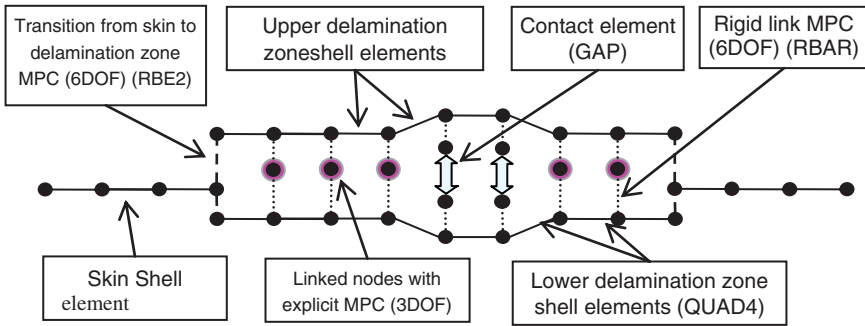 Transition from skin to
delamination zone
MPC (6DOF) (RBE2)
Upper delamination
zoneshell elements
Contact element
(GAP)
Rigid link MPC
(6DOF) (RBAR)
Skin Shell
element
Linked nodes with
explicit MPC (3DOF)
Lower delamination zone
shell elements (QUAD4)